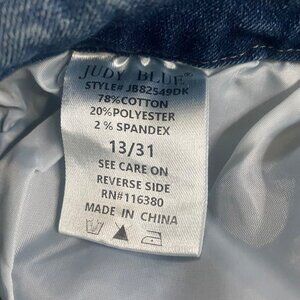 JUDY BLUE®
STYLE# JB82549DK
78%COTTON
20%POLYESTER
2 % SPANDEX
13/31
SEE CARE ON
REVERSE SIDE
RN#116380
MADE IN CHINA